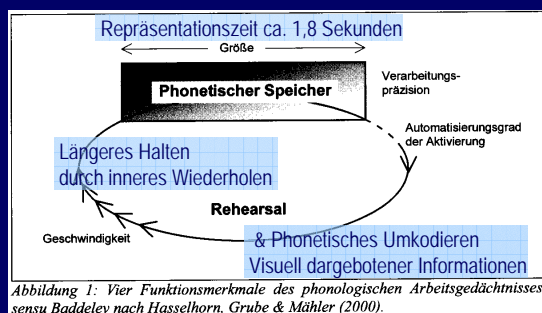 Repräsentationszeit ca. 1,8 Sekunden
Größe
Phonetischer Speicher
Verarbeitungs-
präzision
Automatisierungsgrad
der Aktivierung
Längeres Halten
durch inneres Wiederholen
Rehearsal
Geschwindigkeit
& Phonetisches Umkodieren
Visuell dargebotener Informationen
Abbildung 1: Vier Funktionsmerkmale des phonologischen Arbeitsgedächtnisses
sensu Baddeley nach Hasselhorn, Grube & Mähler (2000).